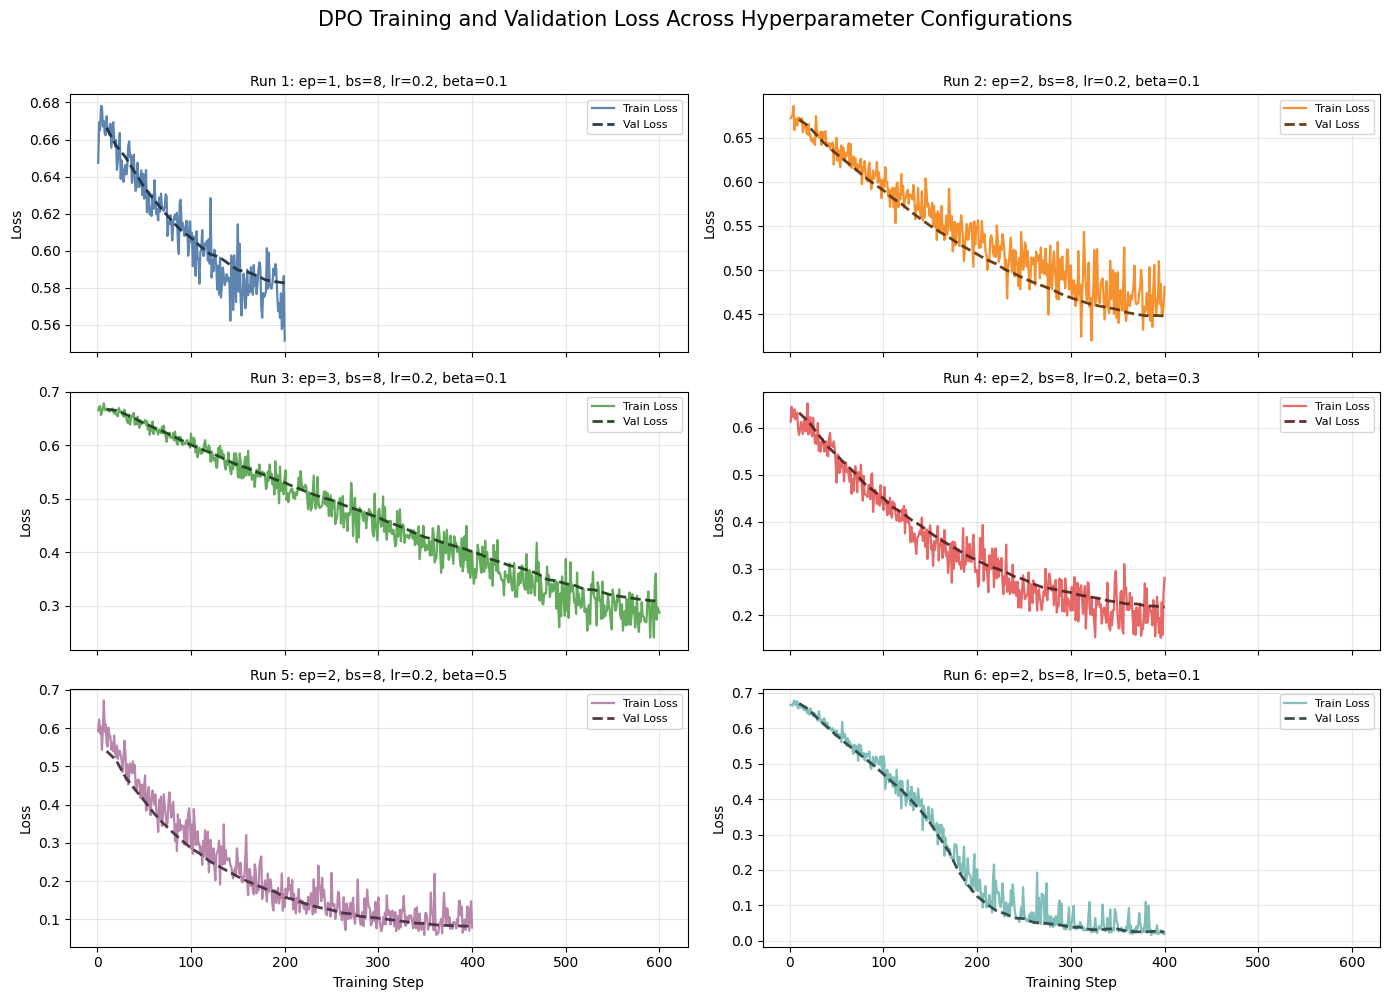 DPO Training and Validation Loss Across Hyperparameter Configurations
Run 1: ep=1, bs=8, lr=0.2, beta=0.1
Train Loss
Val Loss
0.68
0.66
0.64
0.62
0.60
0.58
0.56
Loss
Run 2: ep=2, bs=8, lr=0.2, beta=0.1
Train Loss
Val Loss
0.65
0.60
0.55
0.50
0.45
Loss
Run 3: ep=3, bs=8, lr=0.2, beta=0.1
Train Loss
Val Loss
0.7
0.6
0.5
0.4
0.3
Loss
Run 4: ep=2, bs=8, lr=0.2, beta=0.3
Train Loss
Val Loss
0.6
0.5
0.4
0.3
0.2
Loss
Run 5: ep=2, bs=8, lr=0.2, beta=0.5
Train Loss
Val Loss
0.7
0.6
0.5
0.4
0.3
0.2
0.1
Loss
0 100 200 300 400 500 600
Training Step
Run 6: ep=2, bs=8, lr=0.5, beta=0.1
Train Loss
Val Loss
0.7
0.6
0.5
0.4
0.3
0.2
0.1
0.0
Loss
0 100 200 300 400 500 600
Training Step